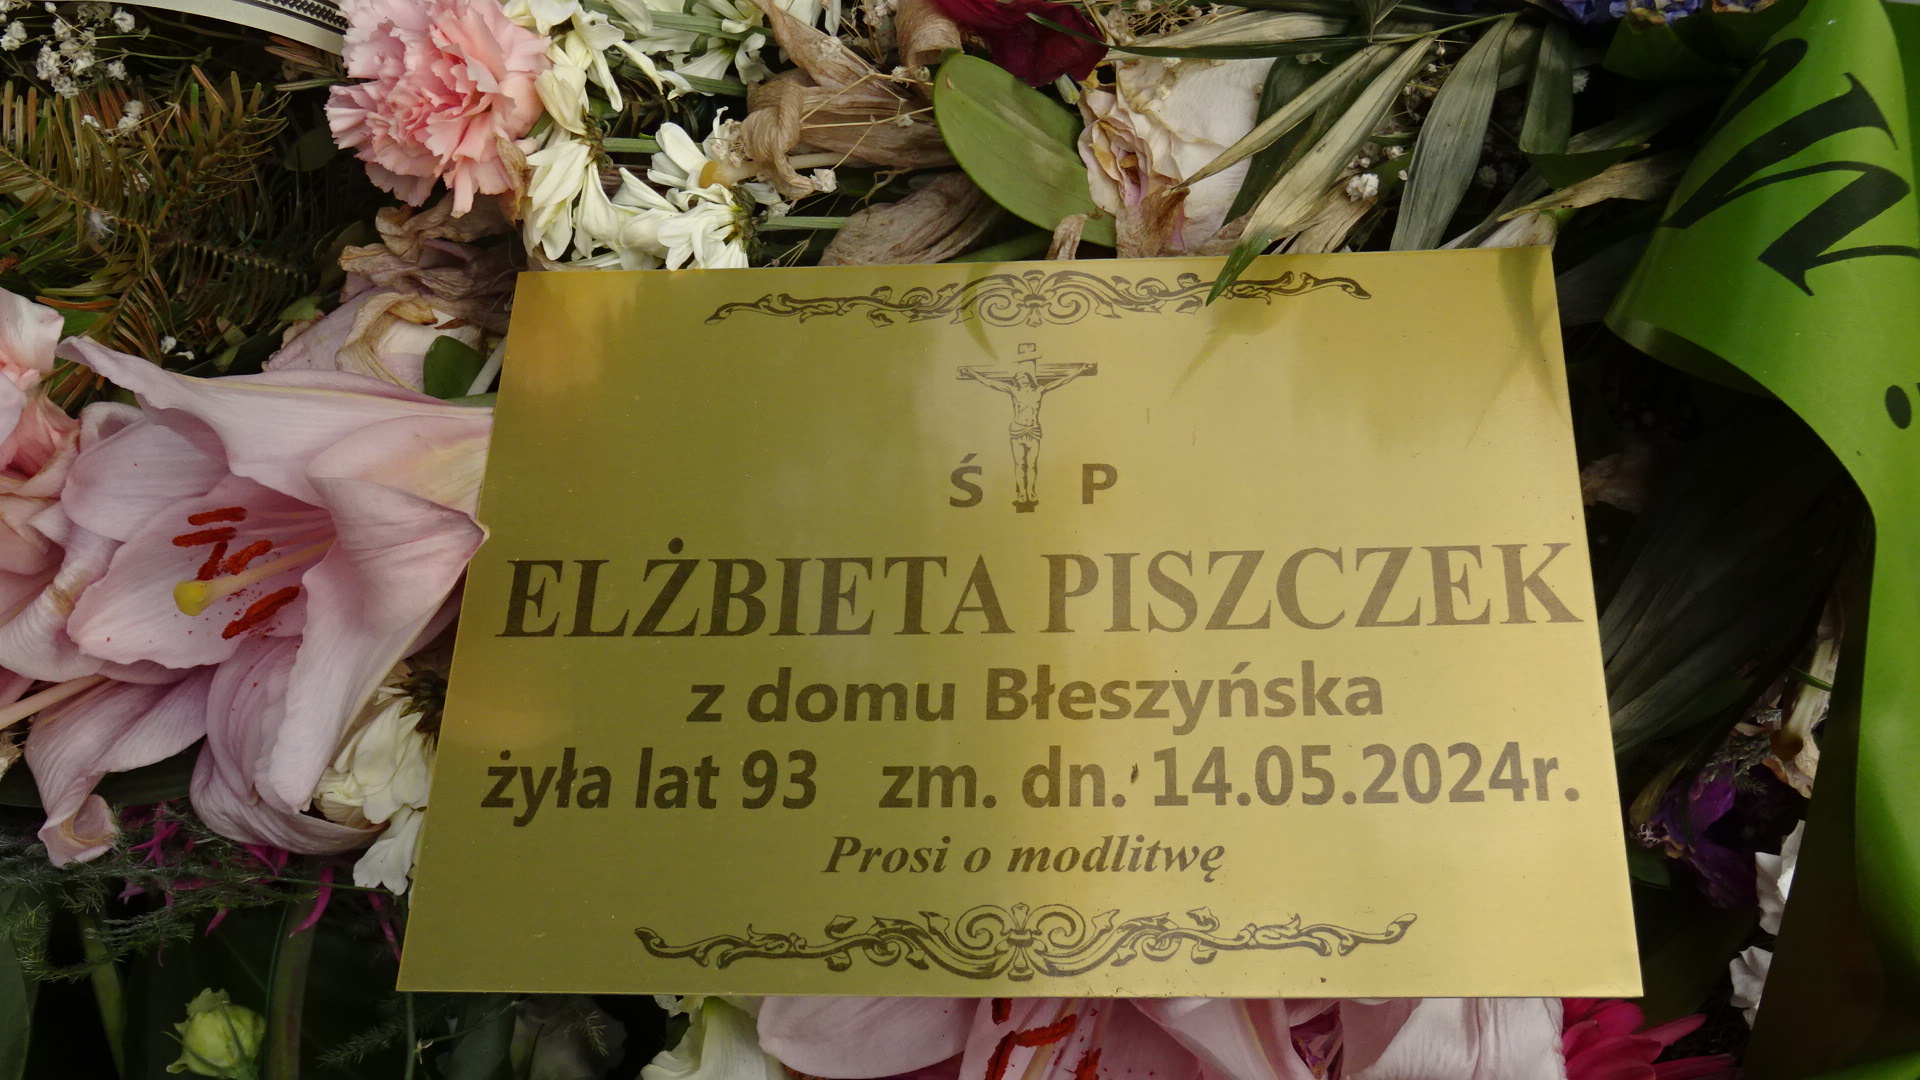 Ś P
ELŻBIETA PISZCZEK
z domu Błeszyńska
żyła lat 93 zm. dn. 14.05.2024r.
Prosi o modlitwę